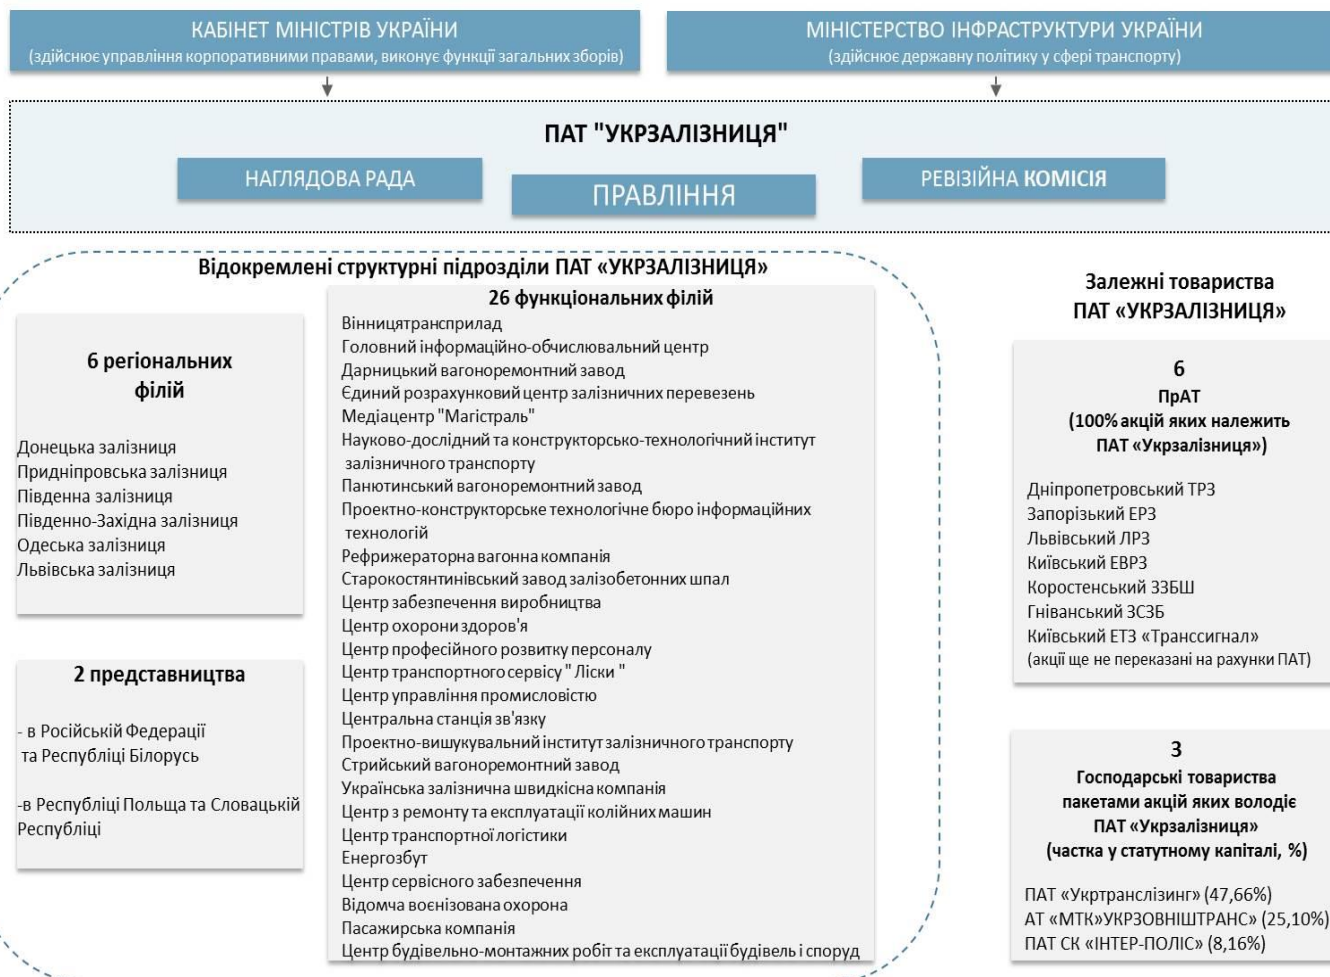 КАБІНЕТ МІНІСТРІВ УКРАЇНИ
(здійснює управління корпоративними правами, виконує функції загальних зборів)
МІНІСТЕРСТВО ІНФРАСТРУКТУРИ УКРАЇНИ
(здійснює державну політику у сфері транспорту)
ПАТ "УКРЗАЛІЗНИЦЯ"
НАГЛЯДОВА РАДА
ПРАВЛІННЯ
РЕВІЗІЙНА КОМІСІЯ
Відокремлені структурні підрозділи ПАТ «УКРЗАЛІЗНИЦЯ»
6 регіональних
філій
Донецька залізниця
Придніпровська залізниця
Південна залізниця
Південно-Західна залізниця
Одеська залізниця
Львівська залізниця
2 представництва
- в Російській Федерації
та Республіці Білорусь
-в Республіці Польща та Словацькій
Республіці
26 функціональних філій
Вінницятрансприлад
Головний інформаційно-обчислювальний центр
Дарницький вагоноремонтний завод
Єдиний розрахунковий центр залізничних перевезень
Медіацентр "Магістраль"
Науково-дослідний та конструкторсько-технологічний інститут
залізничного транспорту
Панютинський вагоноремонтний завод
Проектно-конструкторське технологічне бюро інформаційних
технологій
Рефрижераторна вагонна компанія
Старокостянтинівський завод залізобетонних шпал
Центр забезпечення виробництва
Центр охорони здоров'я
Центр професійного розвитку персоналу
Центр транспортного сервісу " Ліски "
Центр управління промисловістю
Центральна станція зв'язку
Проектно-вишукувальний інститут залізничного транспорту
Стрийський вагоноремонтний завод
Українська залізнична швидкісна компанія
Центр з ремонту та експлуатації колійних машин
Центр транспортної логістики
Енергозбут
Центр сервісного забезпечення
Відомча воєнізована охорона
Пасажирська компанія
Центр будівельно-монтажних робіт та експлуатації будівель і споруд
Залежні товариства
ПАТ «УКРЗАЛІЗНИЦЯ»
6
ПрАТ
(100% акцій яких належить
ПАТ «Укрзалізниця»)
Дніпропетровський ТРЗ
Запорізький ЕРЗ
Львівський ЛРЗ
Київський ЕВРЗ
Коростенський ЗЗБШ
Гніванський ЗСЗБ
Київський ЕТЗ «Транссигнал»
(акції ще не переказані на рахунки ПАТ)
3
Господарські товариства
пакетами акцій яких володіє
ПАТ «Укрзалізниця»
(частка у статутному капіталі, %)
ПАТ «Укртранслізинг» (47,66%)
АТ «МТК»УКРЗОВНІШТРАНС» (25,10%)
ПАТ СК «ІНТЕР-ПОЛІС» (8,16%)